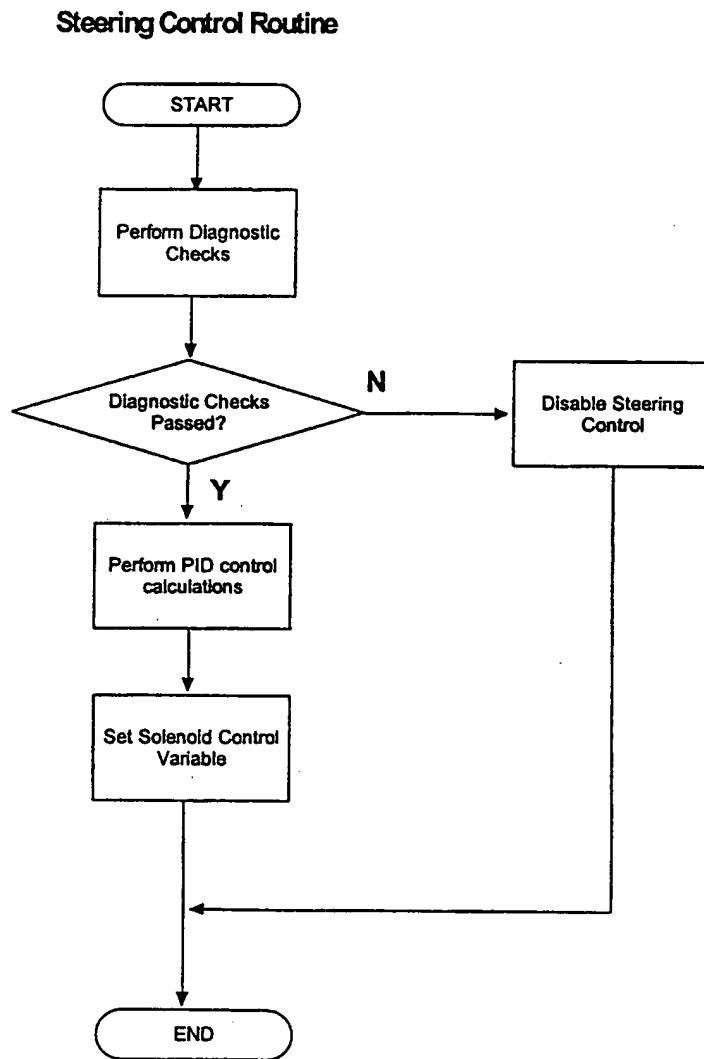 Steering Control Routine
START
Perform Diagnostic
Checks
Diagnostic Checks
Passed?
N
Disable Steering
Control
Y
Perform PID control
calculations
Set Solenoid Control
Variable
END